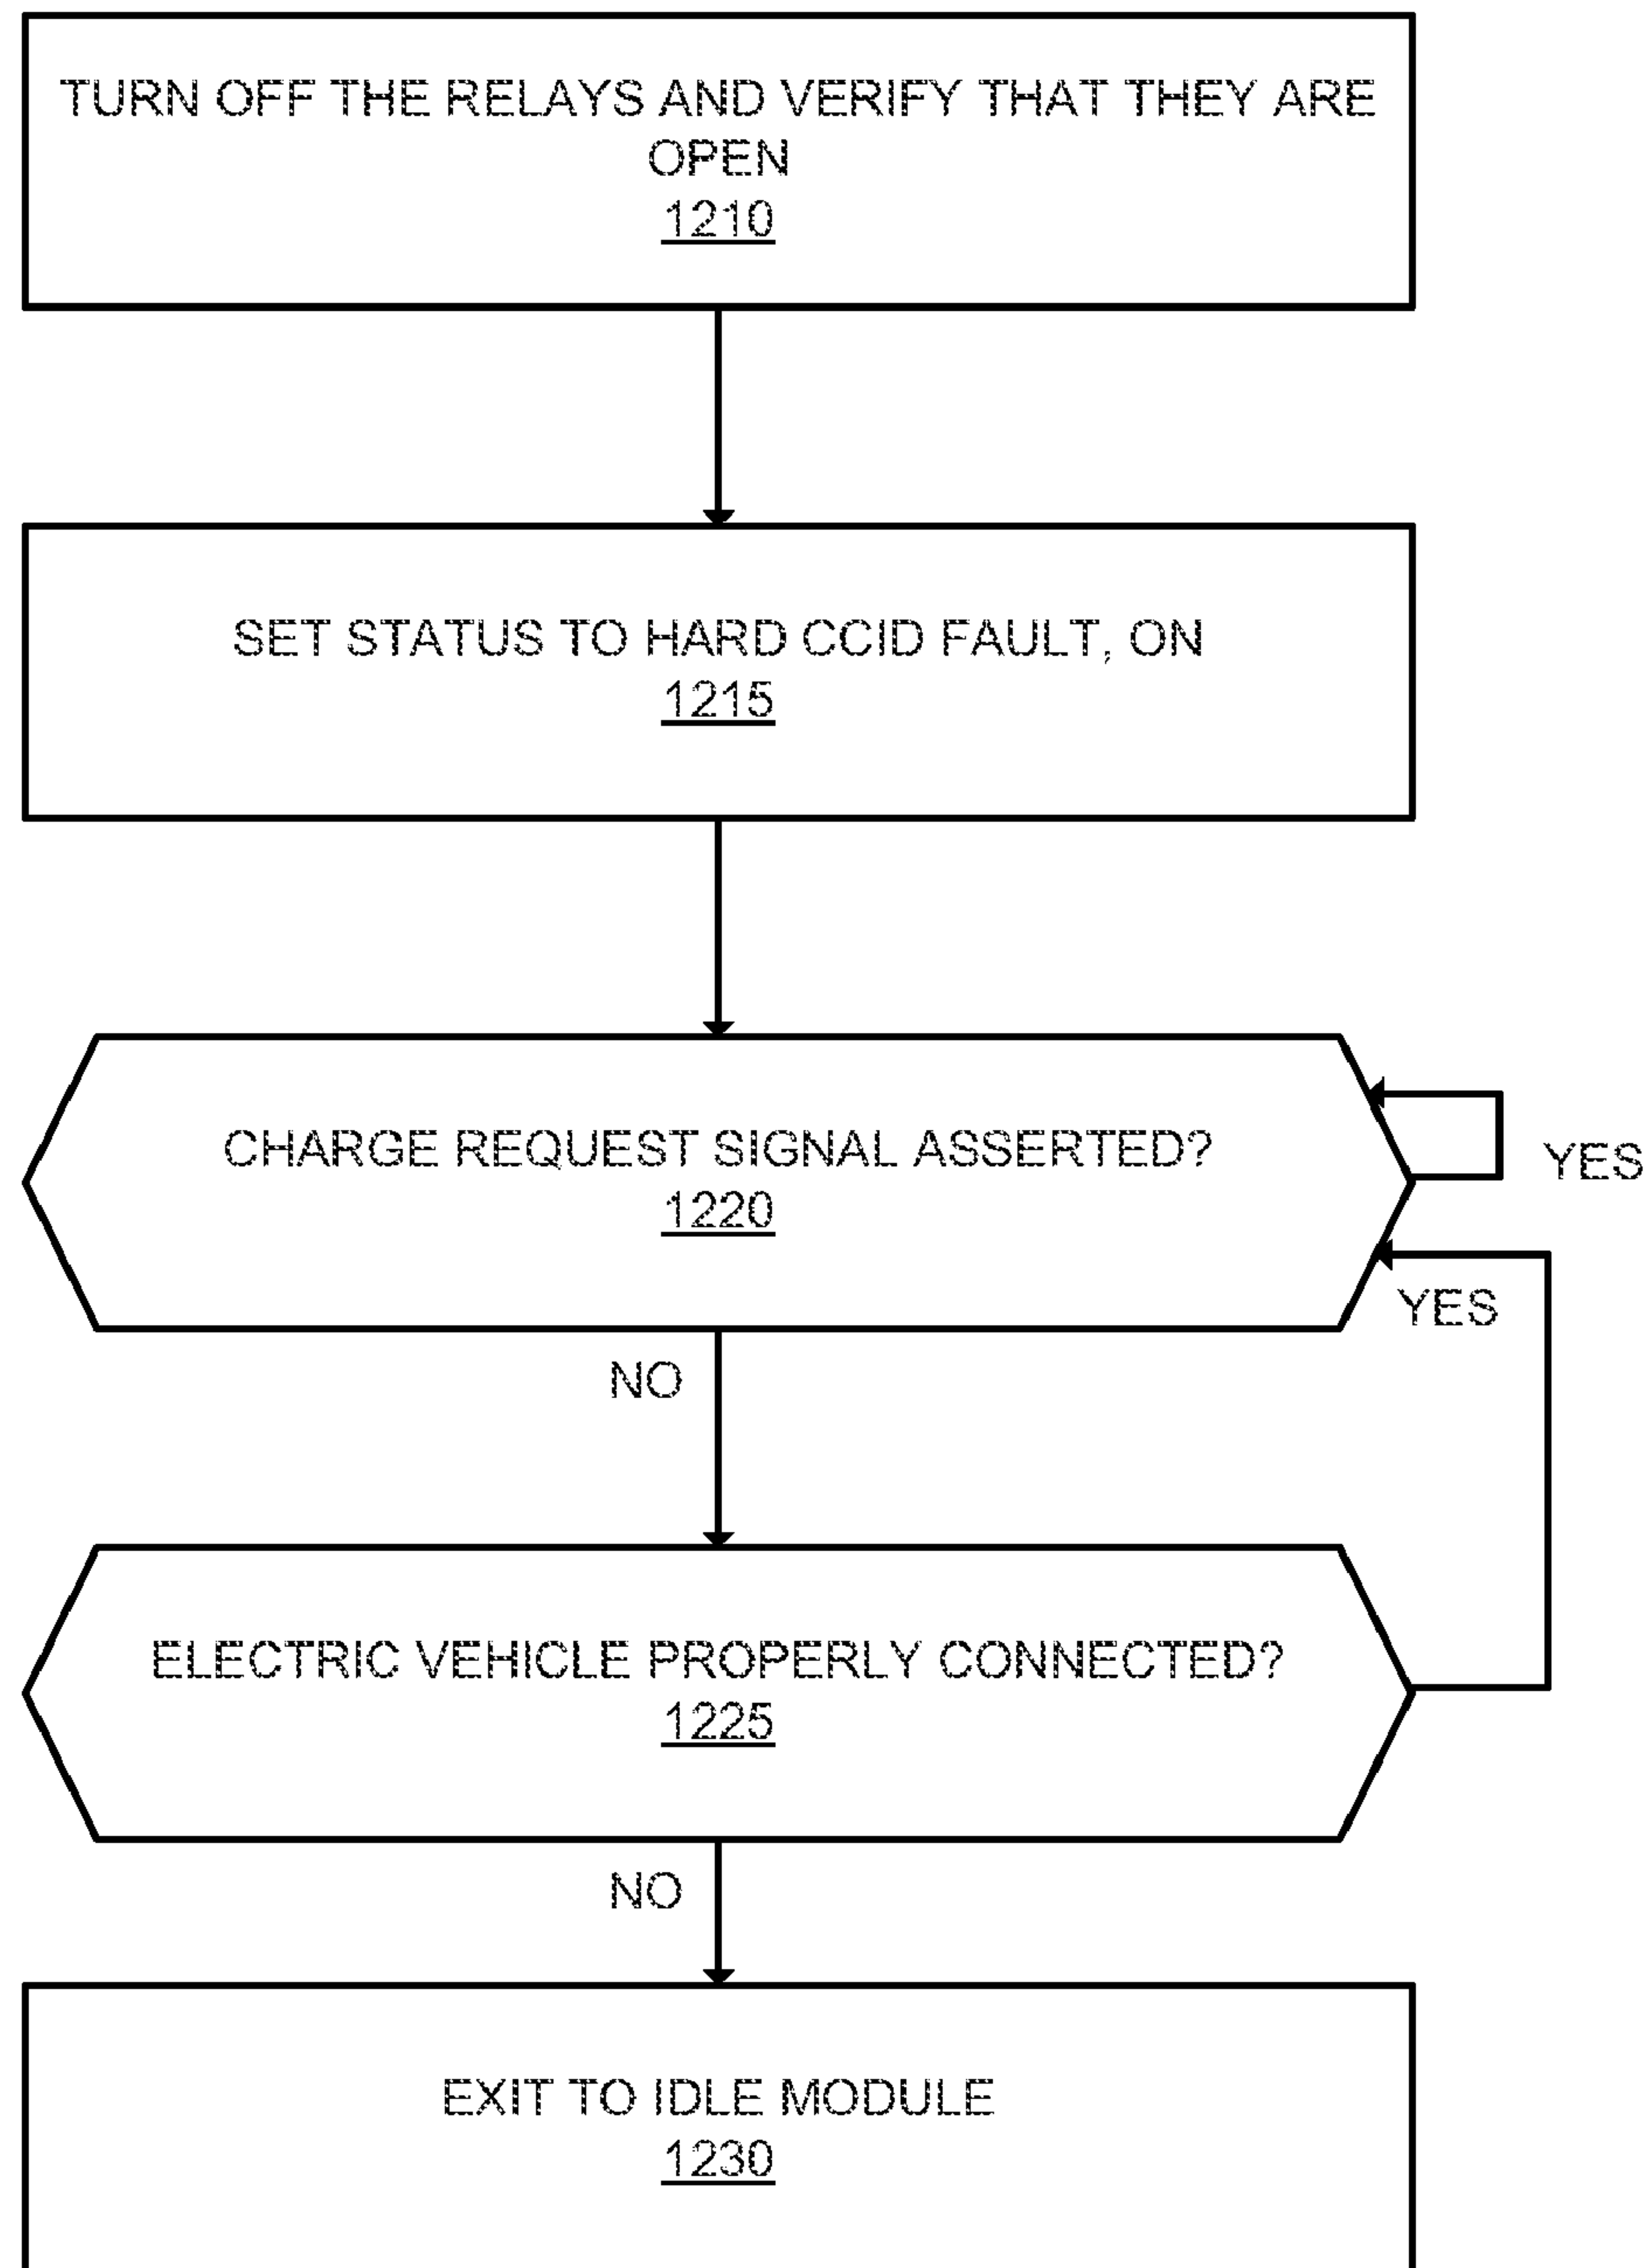 TURN OFF THE RELAYS AND VERIFY THAT THEY ARE
OPEN
1210
SET STATUS TO HARD CCID FAULT, ON
1215
CHARGE REQUEST SIGNAL ASSERTED?
1220
YES
YES
NO
ELECTRIC VEHICLE PROPERLY CONNECTED?
1225
NO
EXIT TO IDLE MODULE
1230